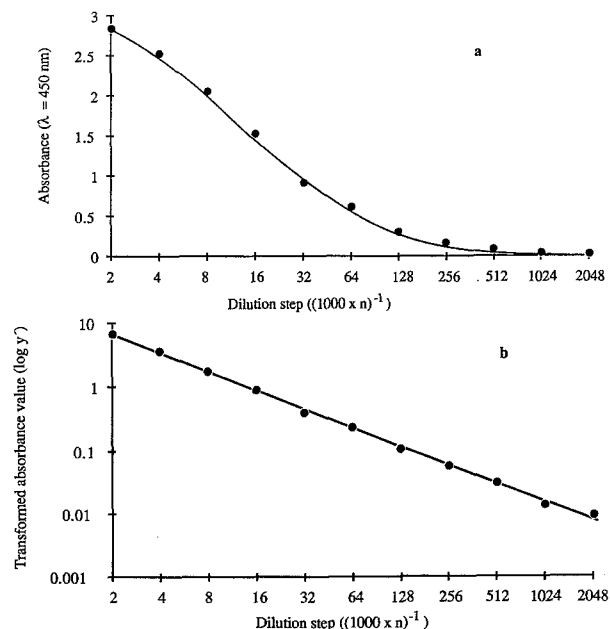 3
2.5
2
1.5
1
0.5
0
Absorbance (λ = 450 nm)
a
2 4 8 16 32 64 128 256 . 512 1024 2048
Dilution step ((1000 x n)-1
10
1
0.1
0.01
0.001
Transformed absorbance value (log y')
b
2 4 8 16 32 64 128 256 512 1024 2048
Dilution step ((1000 x n)-1